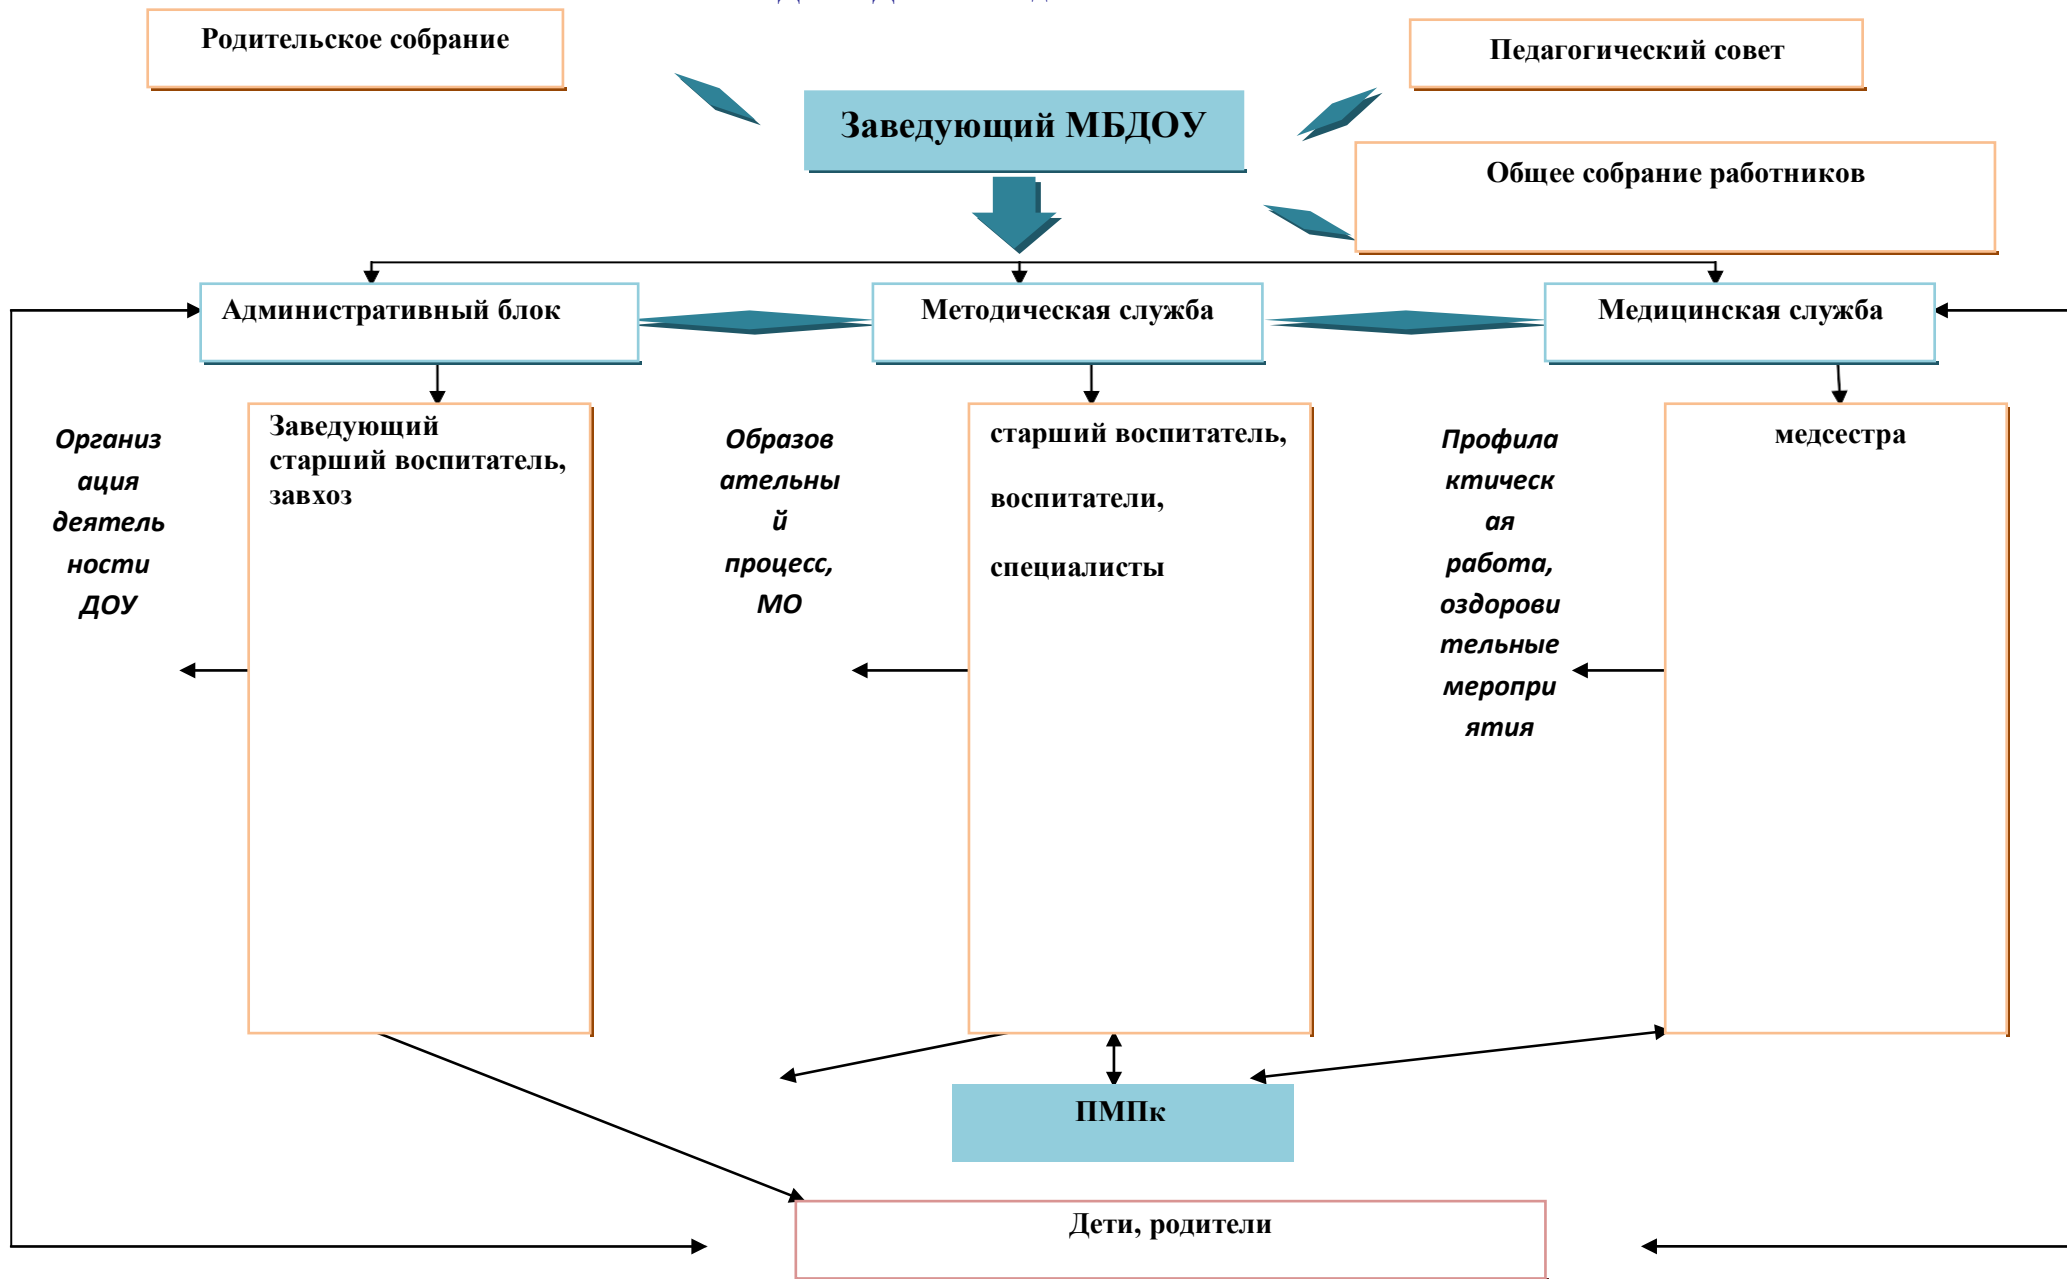 Родительское собрание
Педагогический совет
Заведующий МБДОУ
Общее собрание работников
Административный блок
Методическая служба
Медицинская служба
Организ
ация
деятель
ности
ДОУ
Заведующий
старший воспитатель,
завхоз
Образов
ательны
й
процесс,
МО
старший воспитатель,
воспитатели,
специалисты
Профила
ктическ
ая
работа,
оздорови
тельные
меропри
ятия
медсестра
ПМПк
Дети, родители